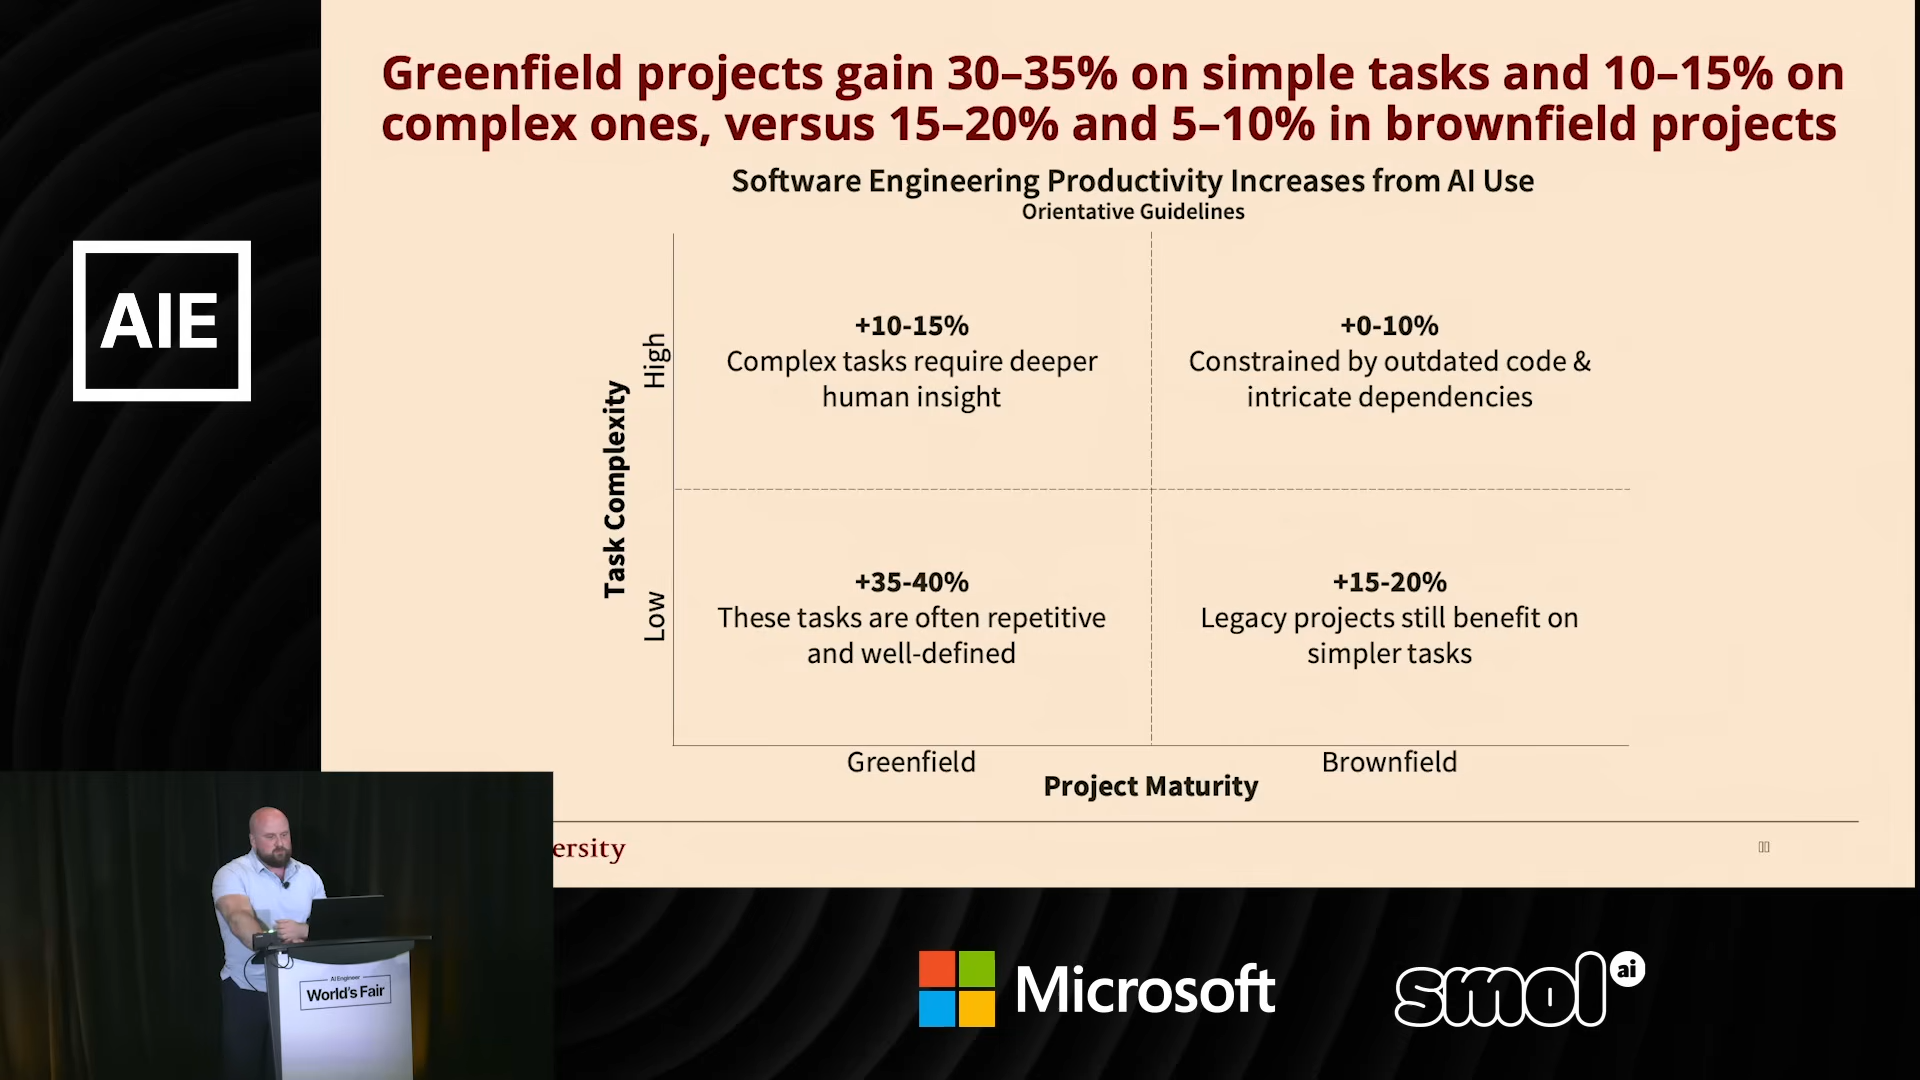 Greenfield projects gain 30–35% on simple tasks and 10–15% on
complex ones, versus 15–20% and 5–10% in brownfield projects
Software Engineering Productivity Increases from AI Use
Orientative Guidelines
AIE
Task Complexity
High
+10-15%
Complex tasks require deeper
human insight
+0-10%
Constrained by outdated code &
intricate dependencies
Low
+35-40%
These tasks are often repetitive
and well-defined
+15-20%
Legacy projects still benefit on
simpler tasks
Greenfield
Brownfield
Project Maturity
ersity
AI Engineer
World's Fair
Microsoft
smol ai